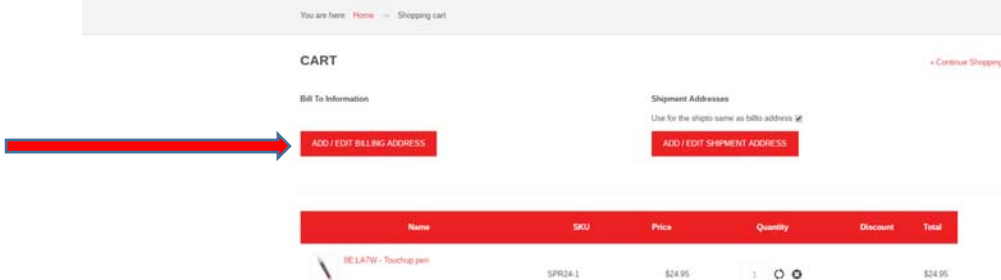 You are here: Home → Shopping cart
CART
« Continue Shopping
Bill To Information
Shipment Addresses
Use for the shipto same as billto address
ADD / EDIT BILLING ADDRESS
ADD / EDIT SHIPMENT ADDRESS
Name SKU Price Quantity Discount Total
8E;LA7W - Touchup pen
SPR24-1 $24.95 1 $24.95